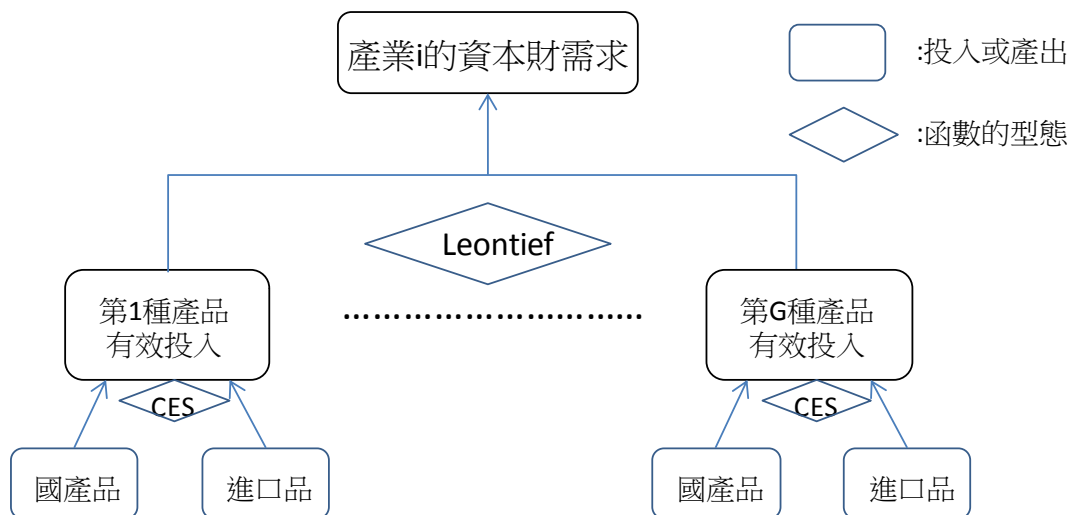 產業i的資本財需求
:投入或產出
:函數的型態
Leontief
第1種產品
有效投入
…………………………
第G種產品
有效投入
CES
CES
國產品
進口品
國產品
進口品